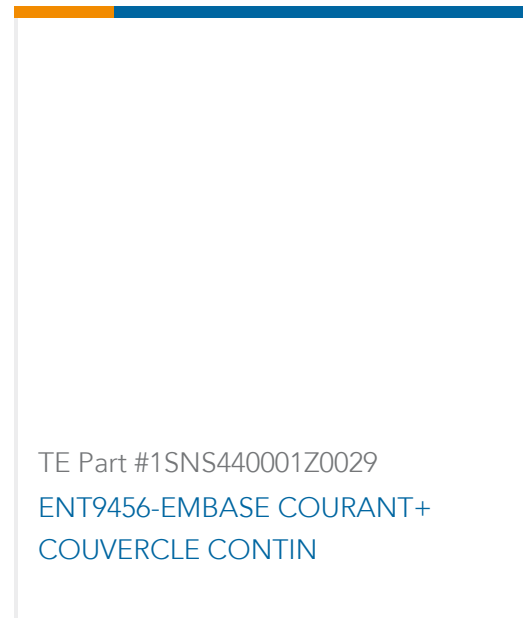 TE Part #1SNS440001Z0029
ENT9456-EMBASE COURANT+
COUVERCLE CONTIN